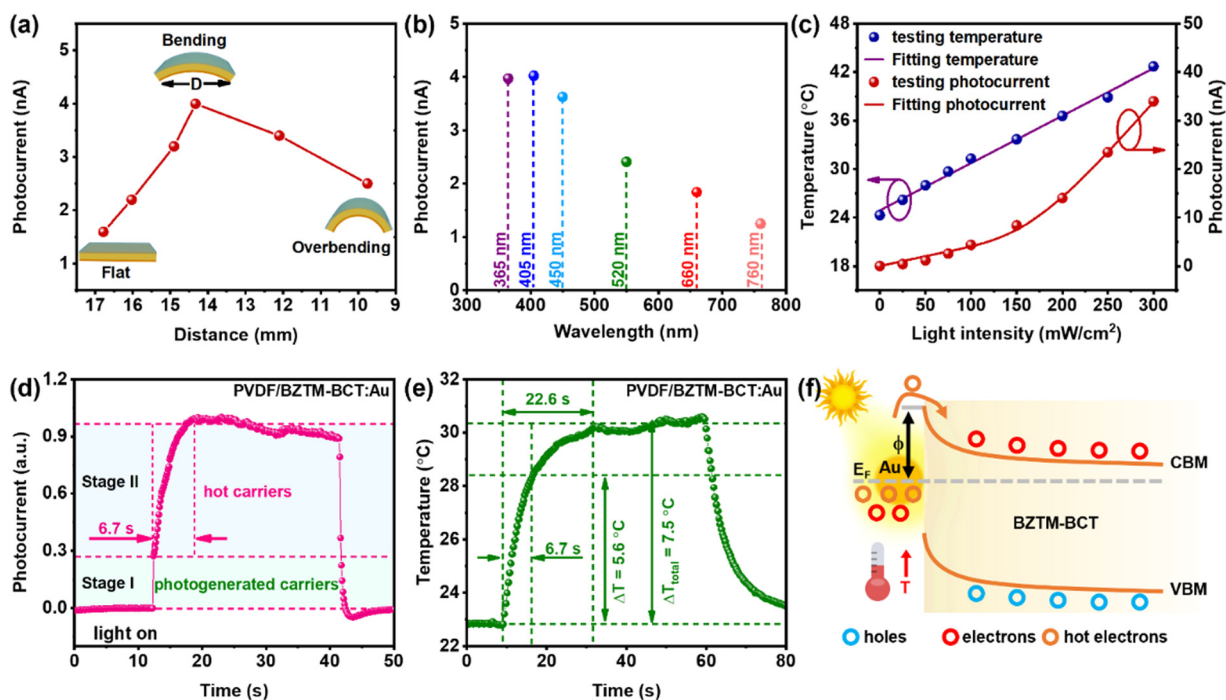 (a)
Photocurrent (nA)
5
4
3
2
1
Bending
D
Flat
Overbending
17 16 15 14 13 12 11 10 9
Distance (mm)
(b)
Photocurrent (nA)
5
4
3
2
1
0
365 nm
405 nm
450 nm
520 nm
660 nm
760 nm
300 400 500 600 700 800
Wavelength (nm)
(c)
Temperature (°C)
48
42
36
30
24
18
testing temperature
Fitting temperature
testing photocurrent
Fitting photocurrent
50
40
30
20
10
0
Photocurrent (nA)
0 50 100 150 200 250 300
Light intensity (mW/cm²)
(d)
Photocurrent (a.u.)
1.2
0.9
0.6
0.3
0.0
PVDF/BZTM-BCT:Au
Stage II
hot carriers
6.7 s
Stage I
photogenerated carriers
light on
0 10 20 30 40 50
Time (s)
(e)
Temperature (°C)
32
30
28
26
24
22
PVDF/BZTM-BCT:Au
22.6 s
6.7 s
ΔT = 5.6 °C
ΔTtotal = 7.5 °C
0 20 40 60 80
Time (s)
(f)
ϕ
EF
Au
CBM
BZTM-BCT
T
VBM
holes
electrons
hot electrons